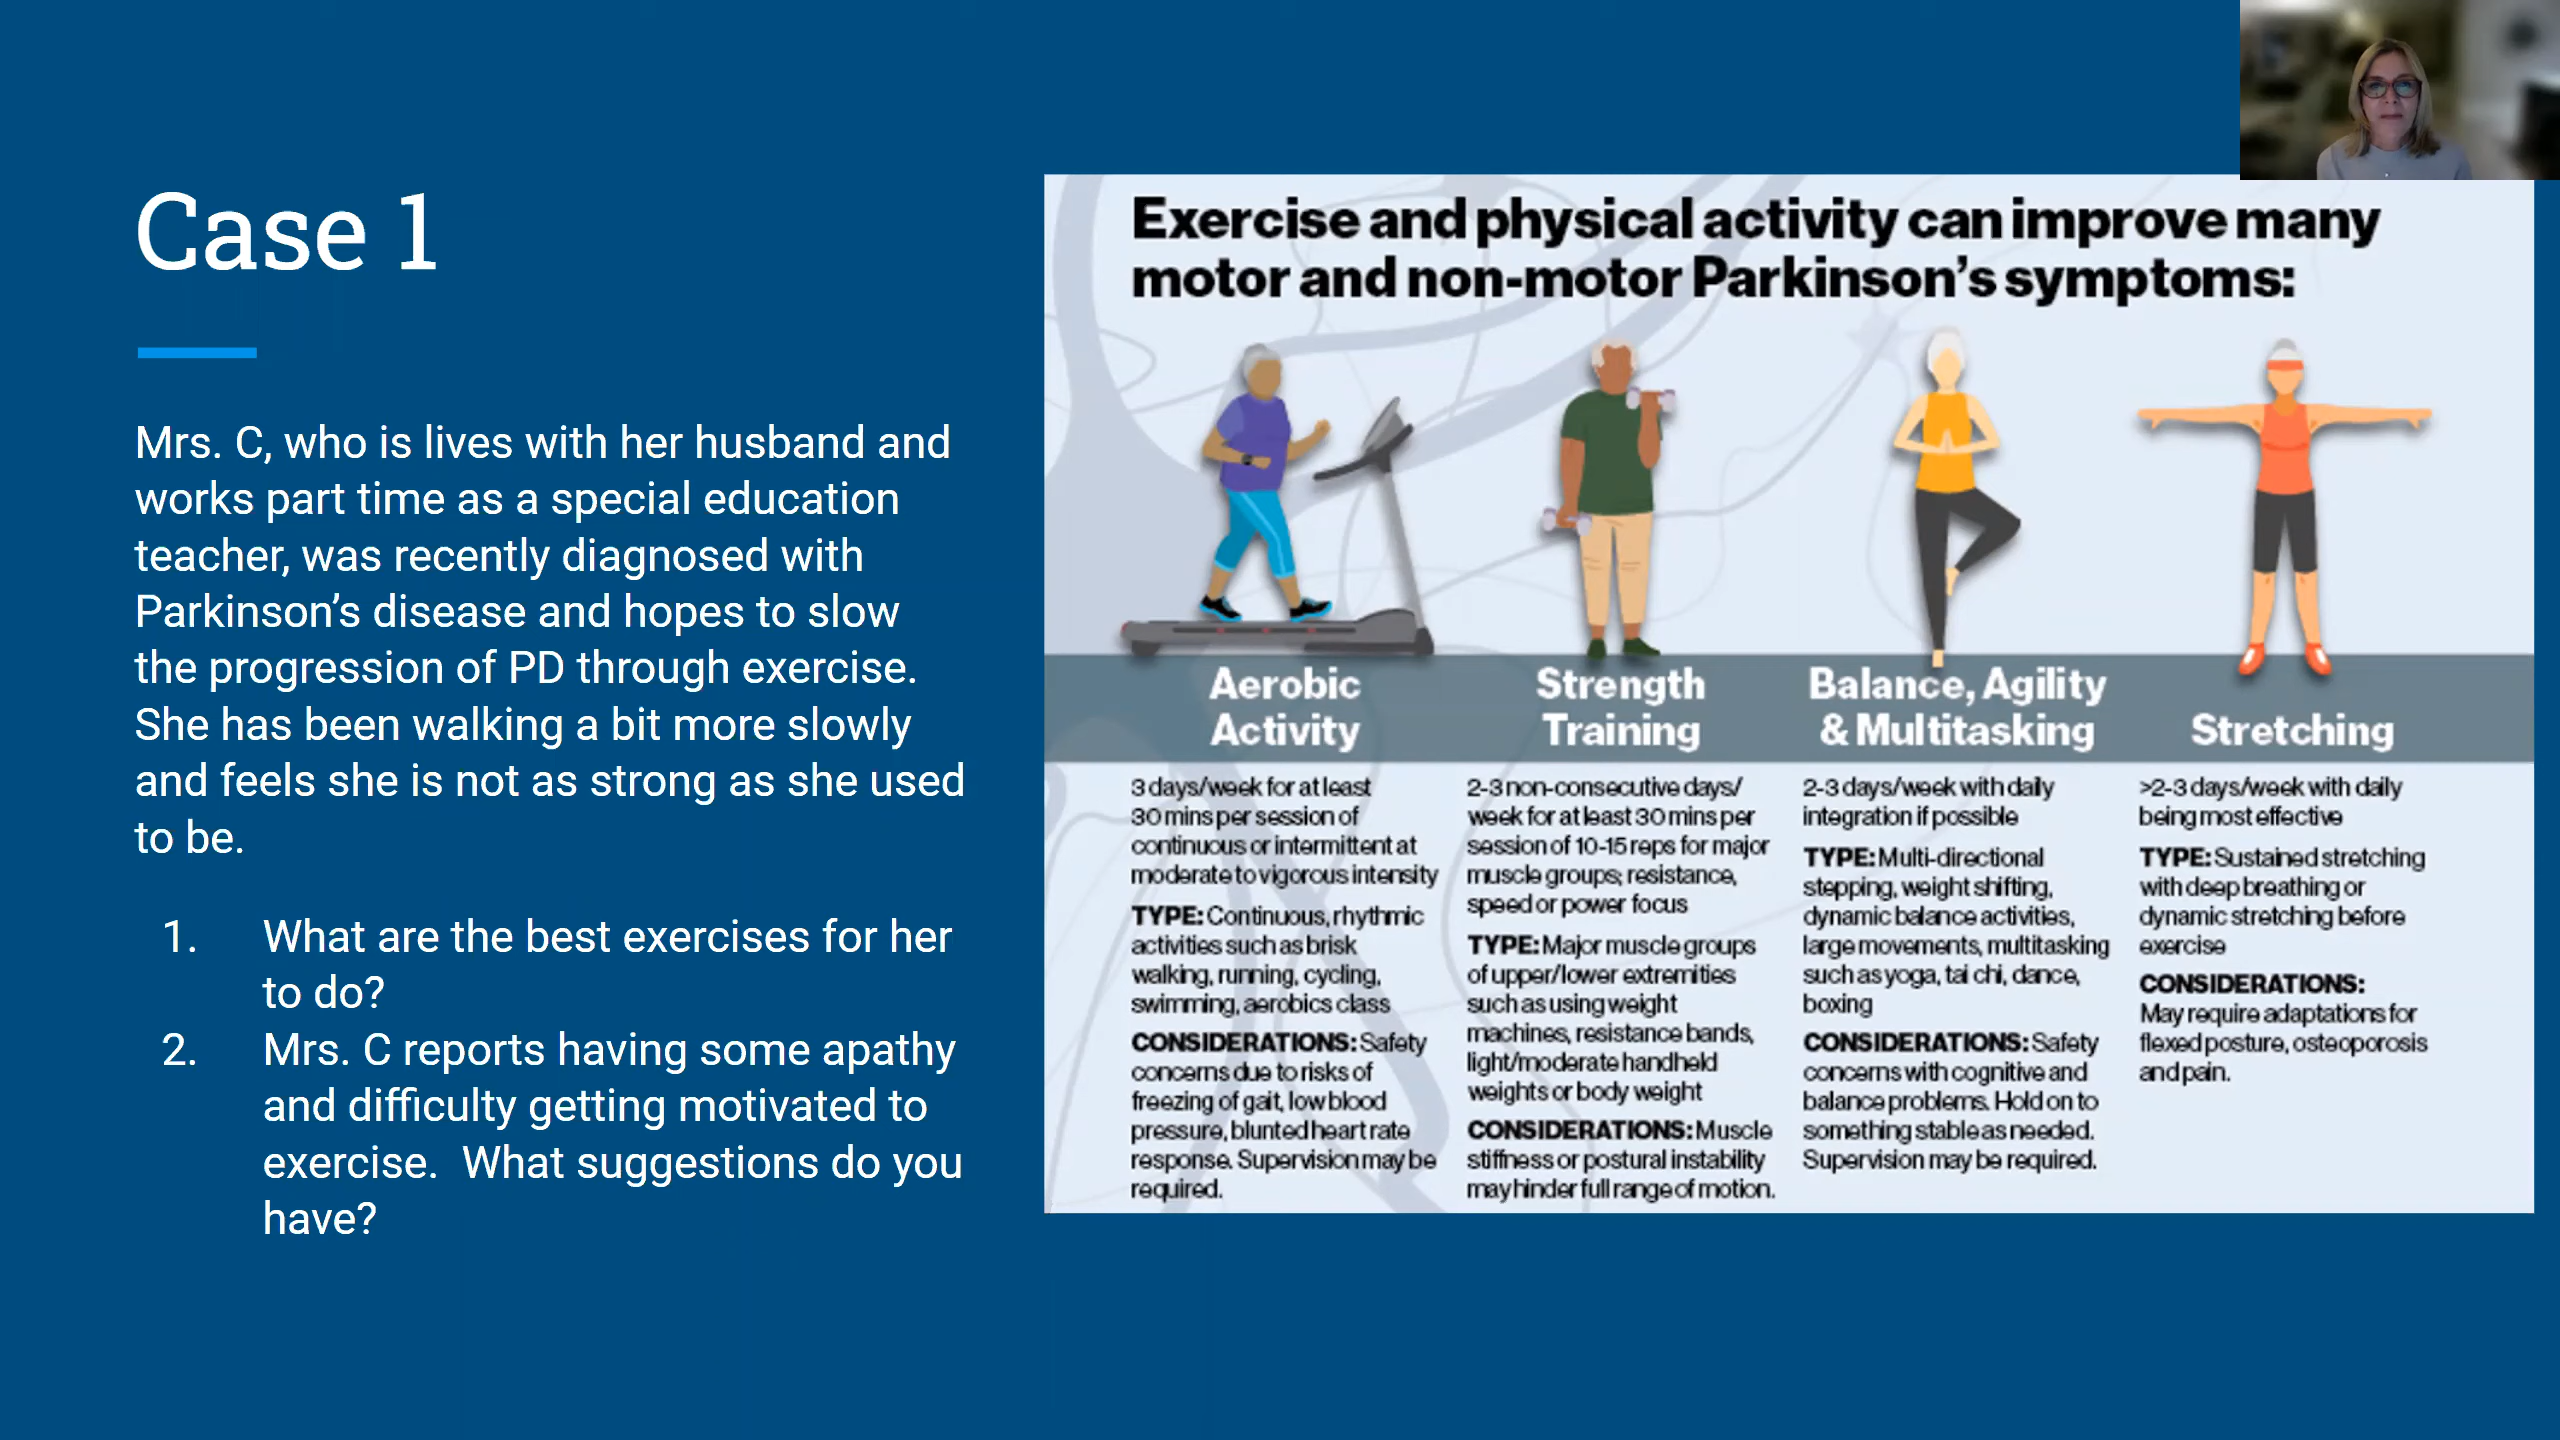 Case 1
Mrs. C, who is lives with her husband and
works part time as a special education
teacher, was recently diagnosed with
Parkinson's disease and hopes to slow
the progression of PD through exercise.
She has been walking a bit more slowly
and feels she is not as strong as she used
to be.
1. What are the best exercises for her
to do?
2. Mrs. C reports having some apathy
and difficulty getting motivated to
exercise.  What suggestions do you
have?
Exercise and physical activity can improve many
motor and non-motor Parkinson's symptoms:
Aerobic
Activity
3 days/week for at least
30 mins per session of
continuous or intermittent at
moderate to vigorous intensity
TYPE: Continuous, rhythmic
activities such as brisk
walking, running, cycling,
swimming, aerobics class
CONSIDERATIONS: Safety
concerns due to risks of
freezing of gait, low blood
pressure, blunted heart rate
response. Supervision may be
required.
Strength
Training
2-3 non-consecutive days/
week for at least 30 mins per
session of 10-15 reps for major
muscle groups; resistance,
speed or power focus
TYPE: Major muscle groups
of upper/lower extremities
such as using weight
machines, resistance bands,
light/moderate handheld
weights or body weight
CONSIDERATIONS: Muscle
stiffness or postural instability
may hinder full range of motion.
Balance, Agility
& Multitasking
2-3 days/week with daily
integration if possible
TYPE: Multi-directional
stepping, weight shifting,
dynamic balance activities,
large movements, multitasking
such as yoga, tai chi, dance,
boxing
CONSIDERATIONS: Safety
concerns with cognitive and
balance problems. Hold on to
something stable as needed.
Supervision may be required.
Stretching
>2-3 days/week with daily
being most effective
TYPE: Sustained stretching
with deep breathing or
dynamic stretching before
exercise
CONSIDERATIONS:
May require adaptations for
flexed posture, osteoporosis
and pain.